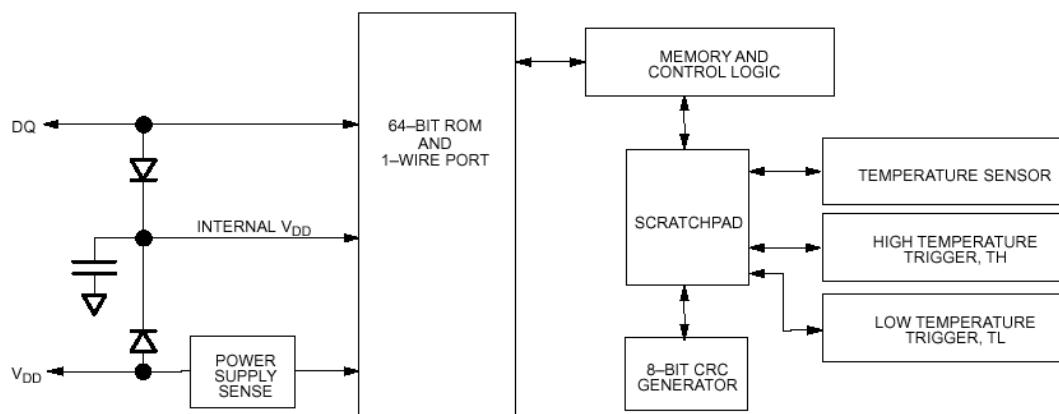 MEMORY AND
CONTROL LOGIC
DQ
64–BIT ROM
AND
1–WIRE PORT
TEMPERATURE SENSOR
SCRATCHPAD
INTERNAL VDD
HIGH TEMPERATURE
TRIGGER, TH
LOW TEMPERATURE
TRIGGER, TL
VDD
POWER
SUPPLY
SENSE
8–BIT CRC
GENERATOR